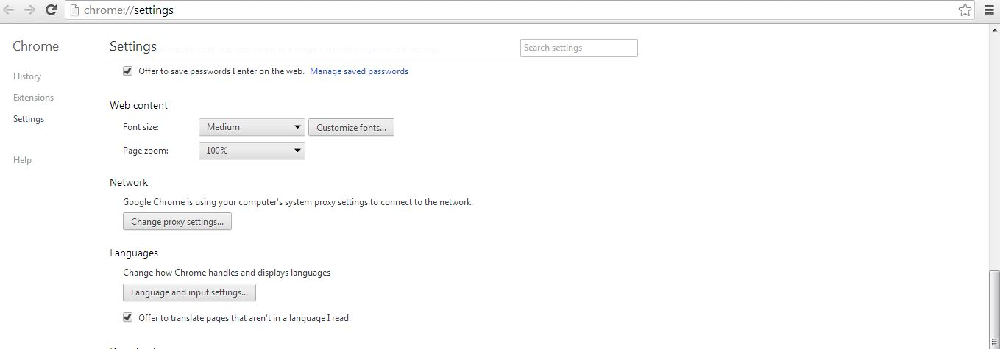 chrome://settings
Chrome
History
Extensions
Settings
Help
Settings
Search settings
Offer to save passwords I enter on the web. Manage saved passwords
Web content
Font size: Medium Customize fonts...
Page zoom: 100%
Network
Google Chrome is using your computer's system proxy settings to connect to the network.
Change proxy settings...
Languages
Change how Chrome handles and displays languages
Language and input settings...
Offer to translate pages that aren't in a language I read.